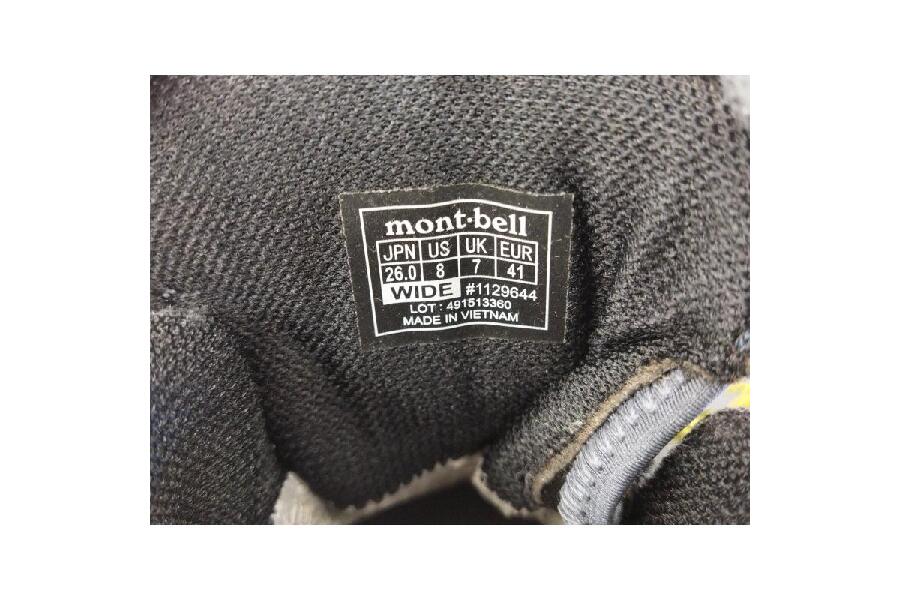 mont·bell
JPN US UK EUR
26.0 8 7 41
WIDE #1129644
LOT : 491513360
MADE IN VIETNAM